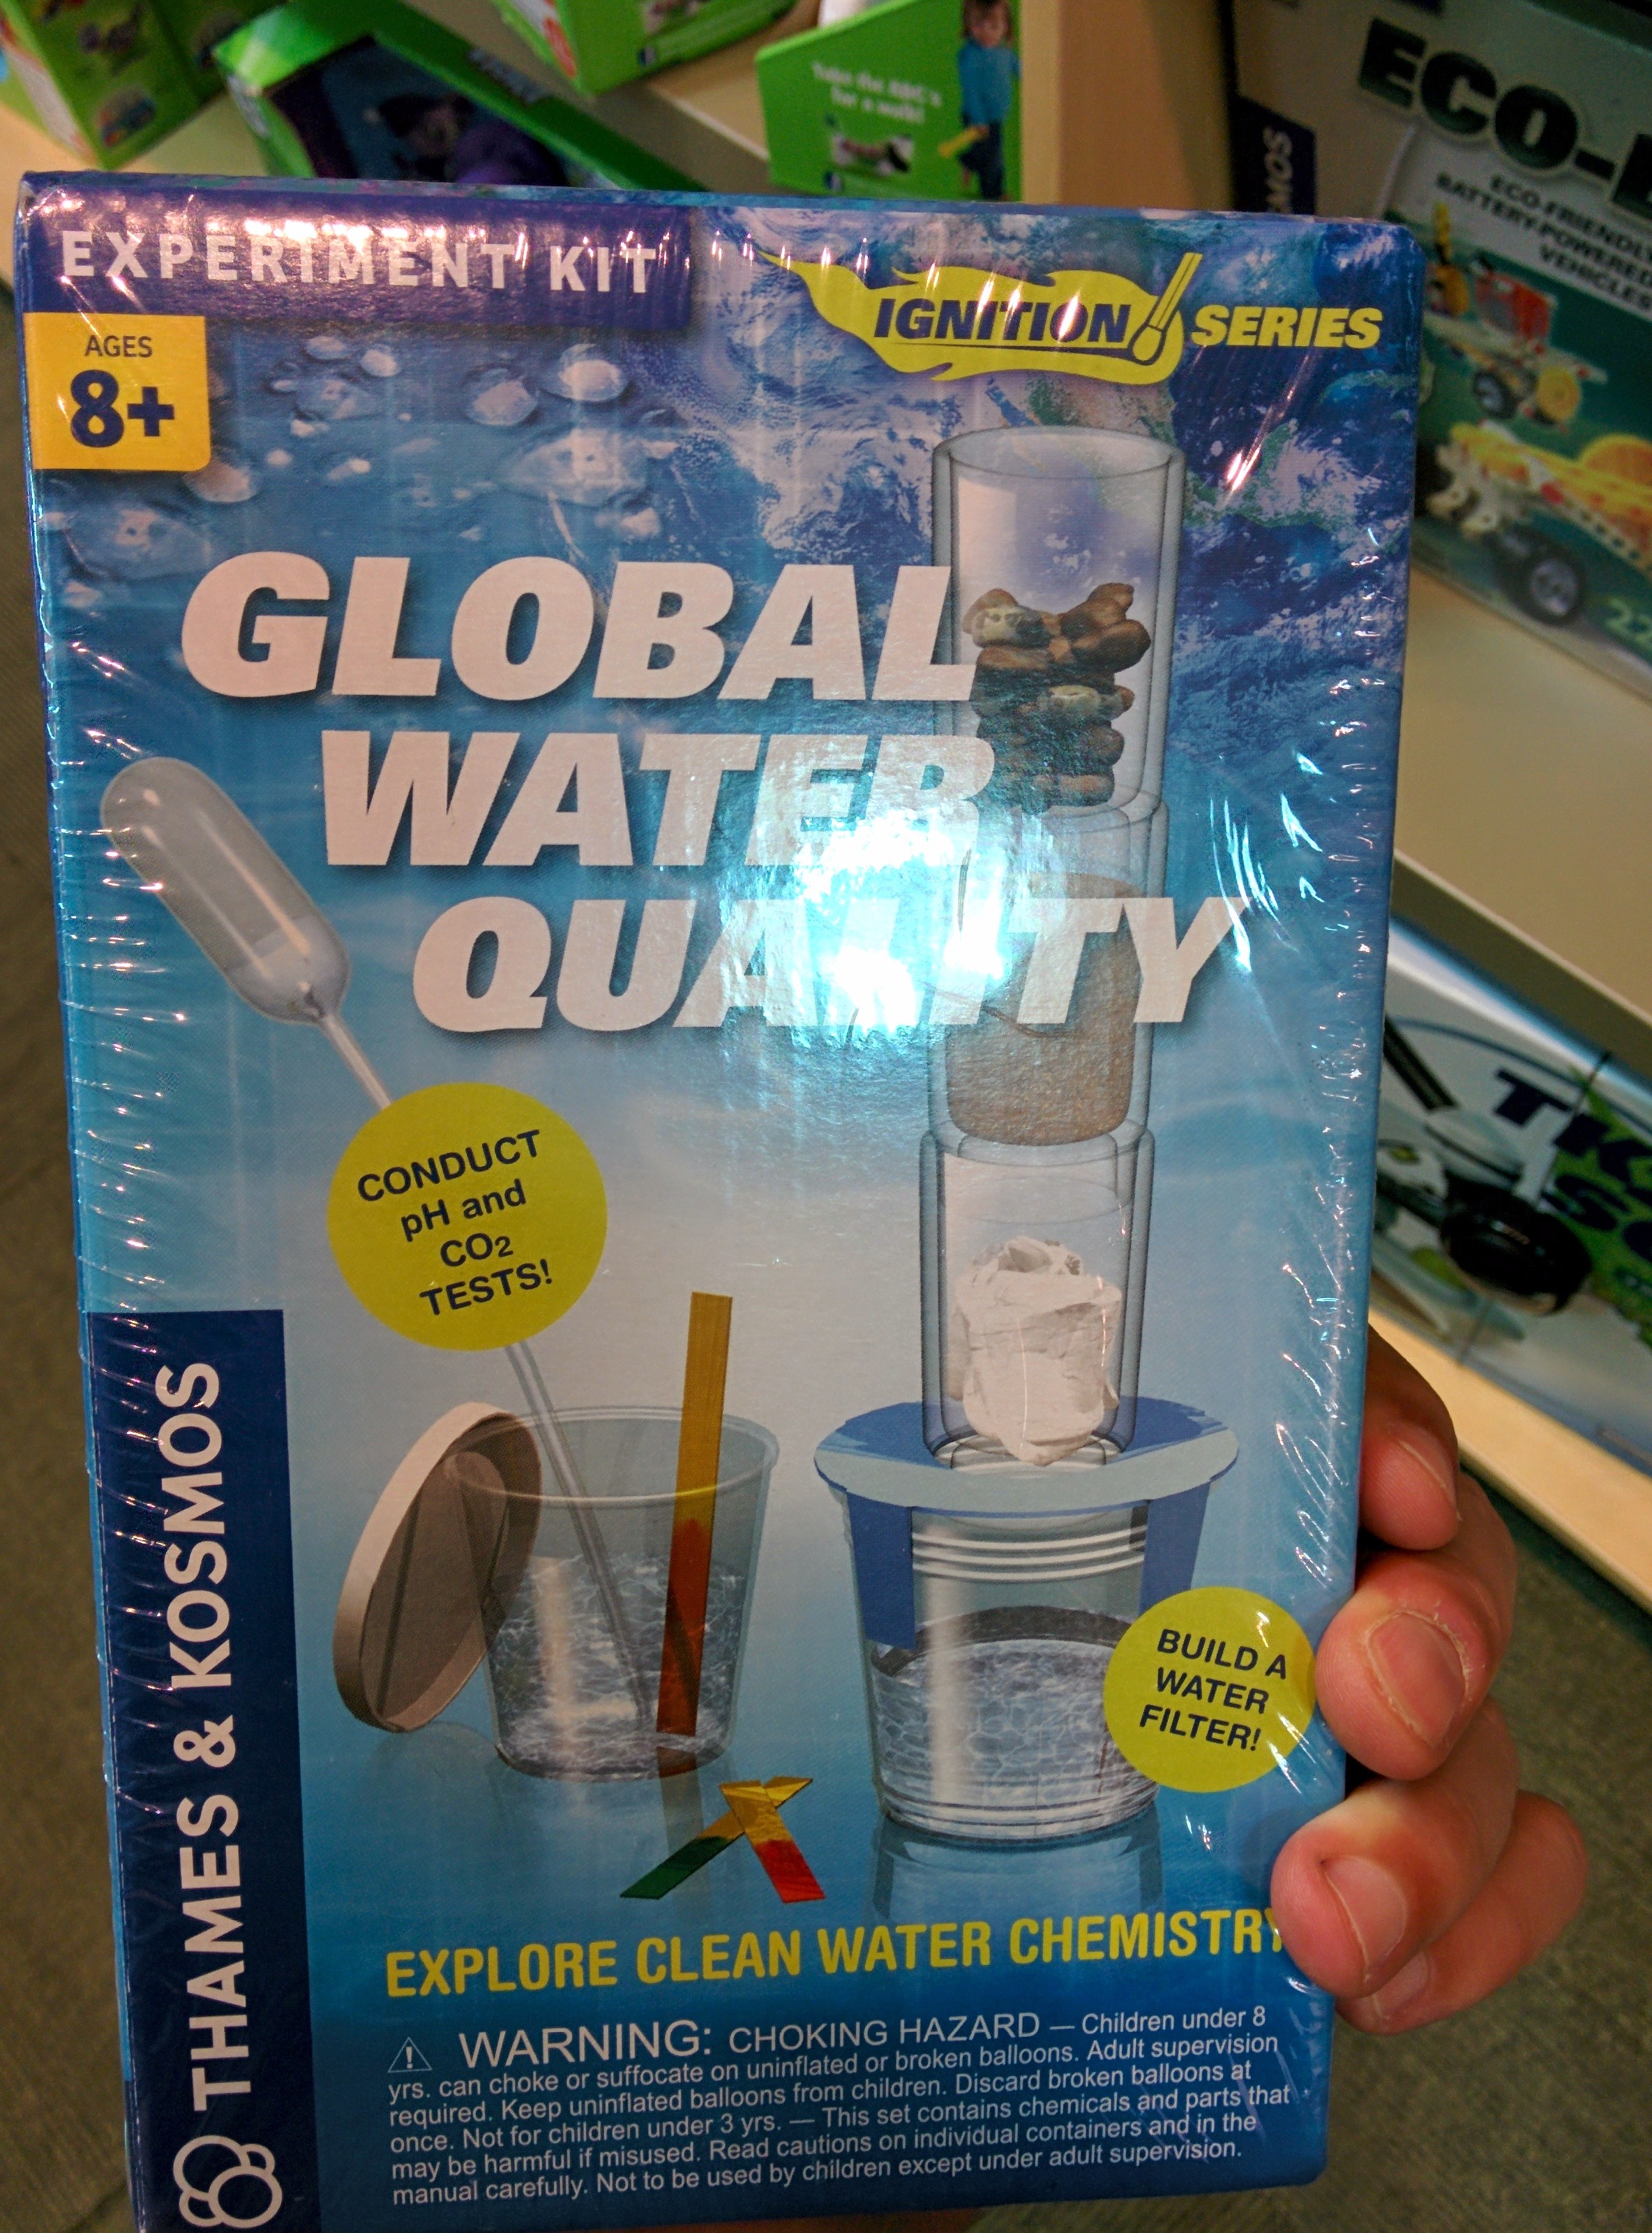 Take the ABC's
for a walk!
ECO-
ECO-FRIENDLY
BATTERY-POWERED
VEHICLES
EXPERIMENT KIT
IGNITION SERIES
AGES
8+
GLOBAL
WATER
QUALITY
CONDUCT
pH and
CO2
TESTS!
BUILD A
WATER
FILTER!
THAMES & KOSMOS
EXPLORE CLEAN WATER CHEMISTRY
WARNING: CHOKING HAZARD — Children under 8
yrs. can choke or suffocate on uninflated or broken balloons. Adult supervision
required. Keep uninflated balloons from children. Discard broken balloons at
once. Not for children under 3 yrs. — This set contains chemicals and parts that
may be harmful if misused. Read cautions on individual containers and in the
manual carefully. Not to be used by children except under adult supervision.